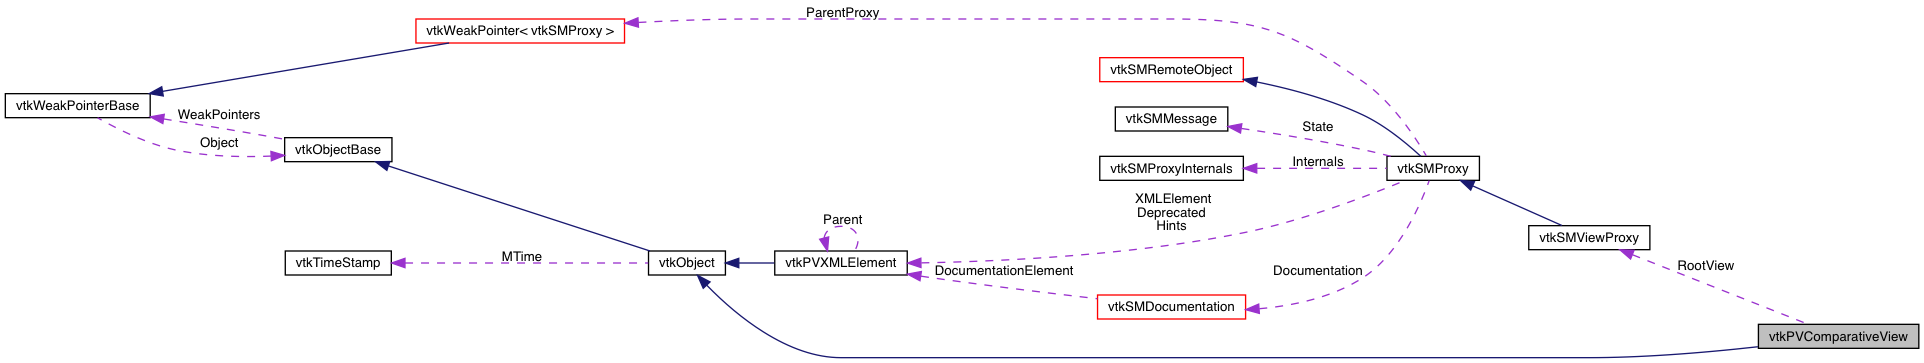 ParentProxy
vtkWeakPointer< vtkSMProxy >
vtkSMRemoteObject
vtkWeakPointerBase
WeakPointers
vtkSMMessage
State
Object
vtkObjectBase
vtkSMProxyInternals
Internals
vtkSMProxy
XMLElement
Deprecated
Hints
Parent
vtkSMViewProxy
vtkTimeStamp
MTime
vtkObject
vtkPVXMLElement
DocumentationElement
Documentation
RootView
vtkSMDocumentation
vtkPVComparativeView